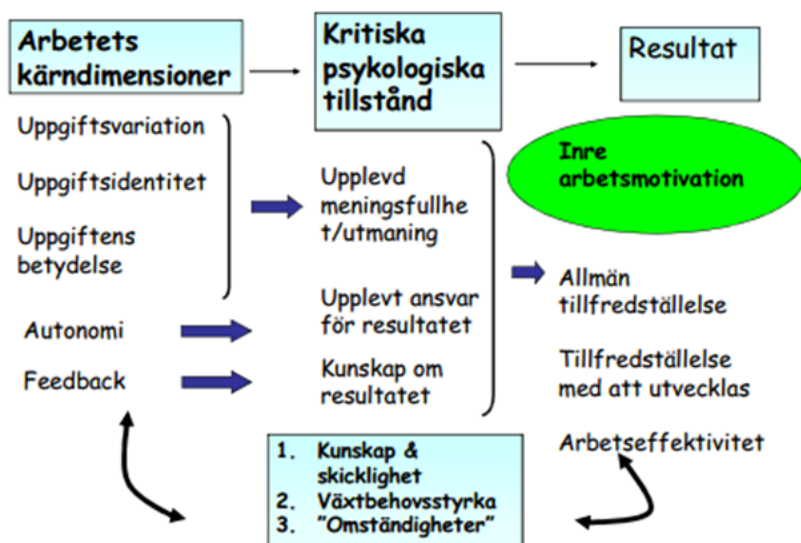 Arbetets
kärndimensioner
Uppgiftsvariation
Uppgiftsidentitet
Uppgiftens
betydelse
Autonomi
Feedback
Kritiska
psykologiska
tillstånd
Upplevd
meningsfullhe
t/utmaning
Upplevt ansvar
för resultatet
Kunskap om
resultatet
Resultat
Inre
arbetsmotivation
Allmän
tillfredställelse
Tillfredställelse
med att utvecklas
Arbetseffektivitet
1. Kunskap &
skicklighet
2. Växtbehovsstyrka
3. ”Omständigheter”